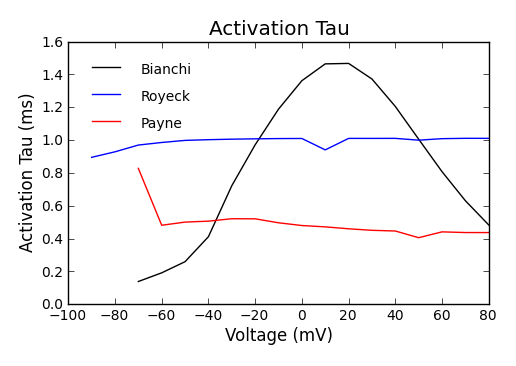 Activation Tau
1.6
1.4
1.2
1.0
0.8
0.6
0.4
0.2
0.0
Activation Tau (ms)
Bianchi
Royeck
Payne
−100 −80 −60 −40 −20 0 20 40 60 80
Voltage (mV)